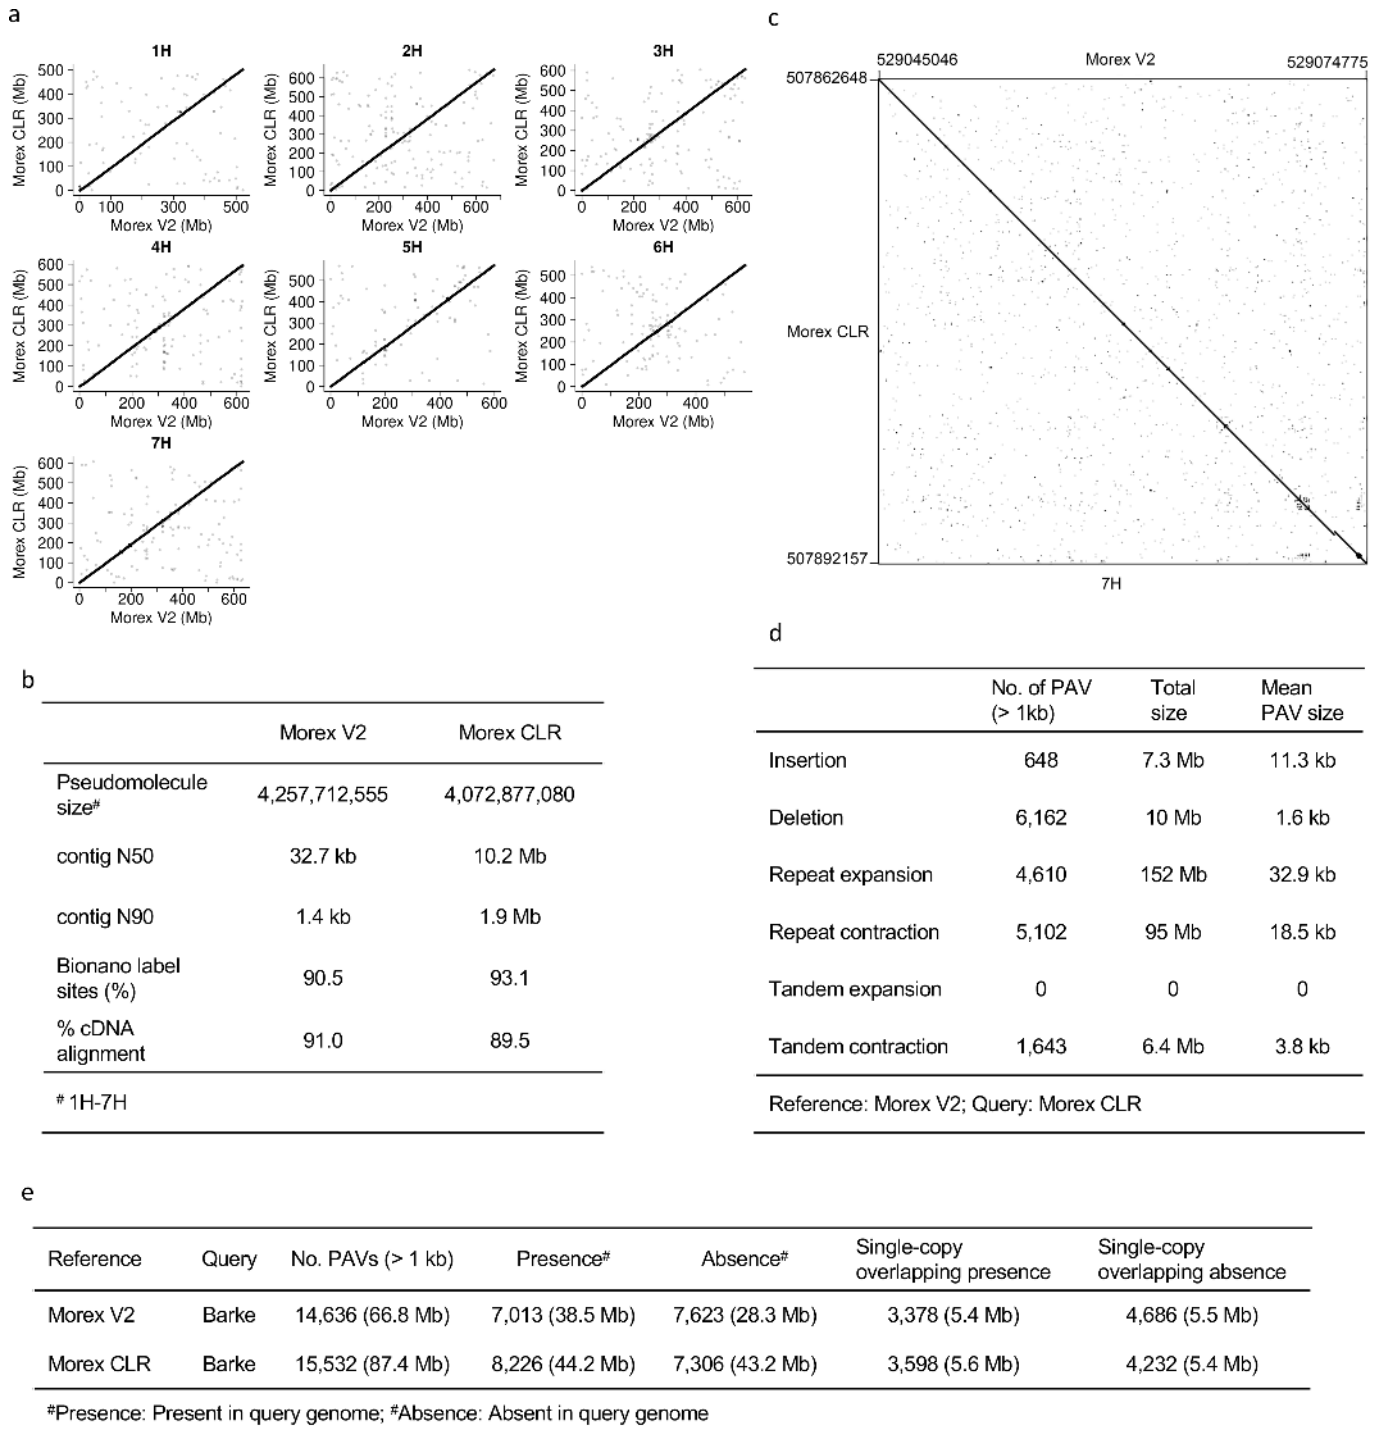 a
1H
Morex CLR (Mb)
500
400
300
200
100
0
0 100 300 500
Morex V2 (Mb)
2H
Morex CLR (Mb)
600
500
400
300
200
100
0
0 200 400 600
Morex V2 (Mb)
3H
Morex CLR (Mb)
600
500
400
300
200
100
0
0 200 400 600
Morex V2 (Mb)
4H
Morex CLR (Mb)
600
500
400
300
200
100
0
0 200 400 600
Morex V2 (Mb)
5H
Morex CLR (Mb)
500
400
300
200
100
0
0 200 400 600
Morex V2 (Mb)
6H
Morex CLR (Mb)
500
400
300
200
100
0
0 200 400
Morex V2 (Mb)
7H
Morex CLR (Mb)
600
500
400
300
200
100
0
0 200 400 600
Morex V2 (Mb)
c
529045046 Morex V2 529074775
507862648
Morex CLR
507892157
7H
b
Morex V2 Morex CLR
Pseudomolecule
size# 4,257,712,555 4,072,877,080
contig N50 32.7 kb 10.2 Mb
contig N90 1.4 kb 1.9 Mb
Bionano label
sites (%) 90.5 93.1
% cDNA
alignment 91.0 89.5
# 1H-7H
d
No. of PAV Total Mean
(> 1kb) size PAV size
Insertion 648 7.3 Mb 11.3 kb
Deletion 6,162 10 Mb 1.6 kb
Repeat expansion 4,610 152 Mb 32.9 kb
Repeat contraction 5,102 95 Mb 18.5 kb
Tandem expansion 0 0 0
Tandem contraction 1,643 6.4 Mb 3.8 kb
Reference: Morex V2; Query: Morex CLR
e
Reference Query No. PAVs (> 1 kb) Presence# Absence# Single-copy Single-copy
overlapping presence overlapping absence
Morex V2 Barke 14,636 (66.8 Mb) 7,013 (38.5 Mb) 7,623 (28.3 Mb) 3,378 (5.4 Mb) 4,686 (5.5 Mb)
Morex CLR Barke 15,532 (87.4 Mb) 8,226 (44.2 Mb) 7,306 (43.2 Mb) 3,598 (5.6 Mb) 4,232 (5.4 Mb)
#Presence: Present in query genome; #Absence: Absent in query genome